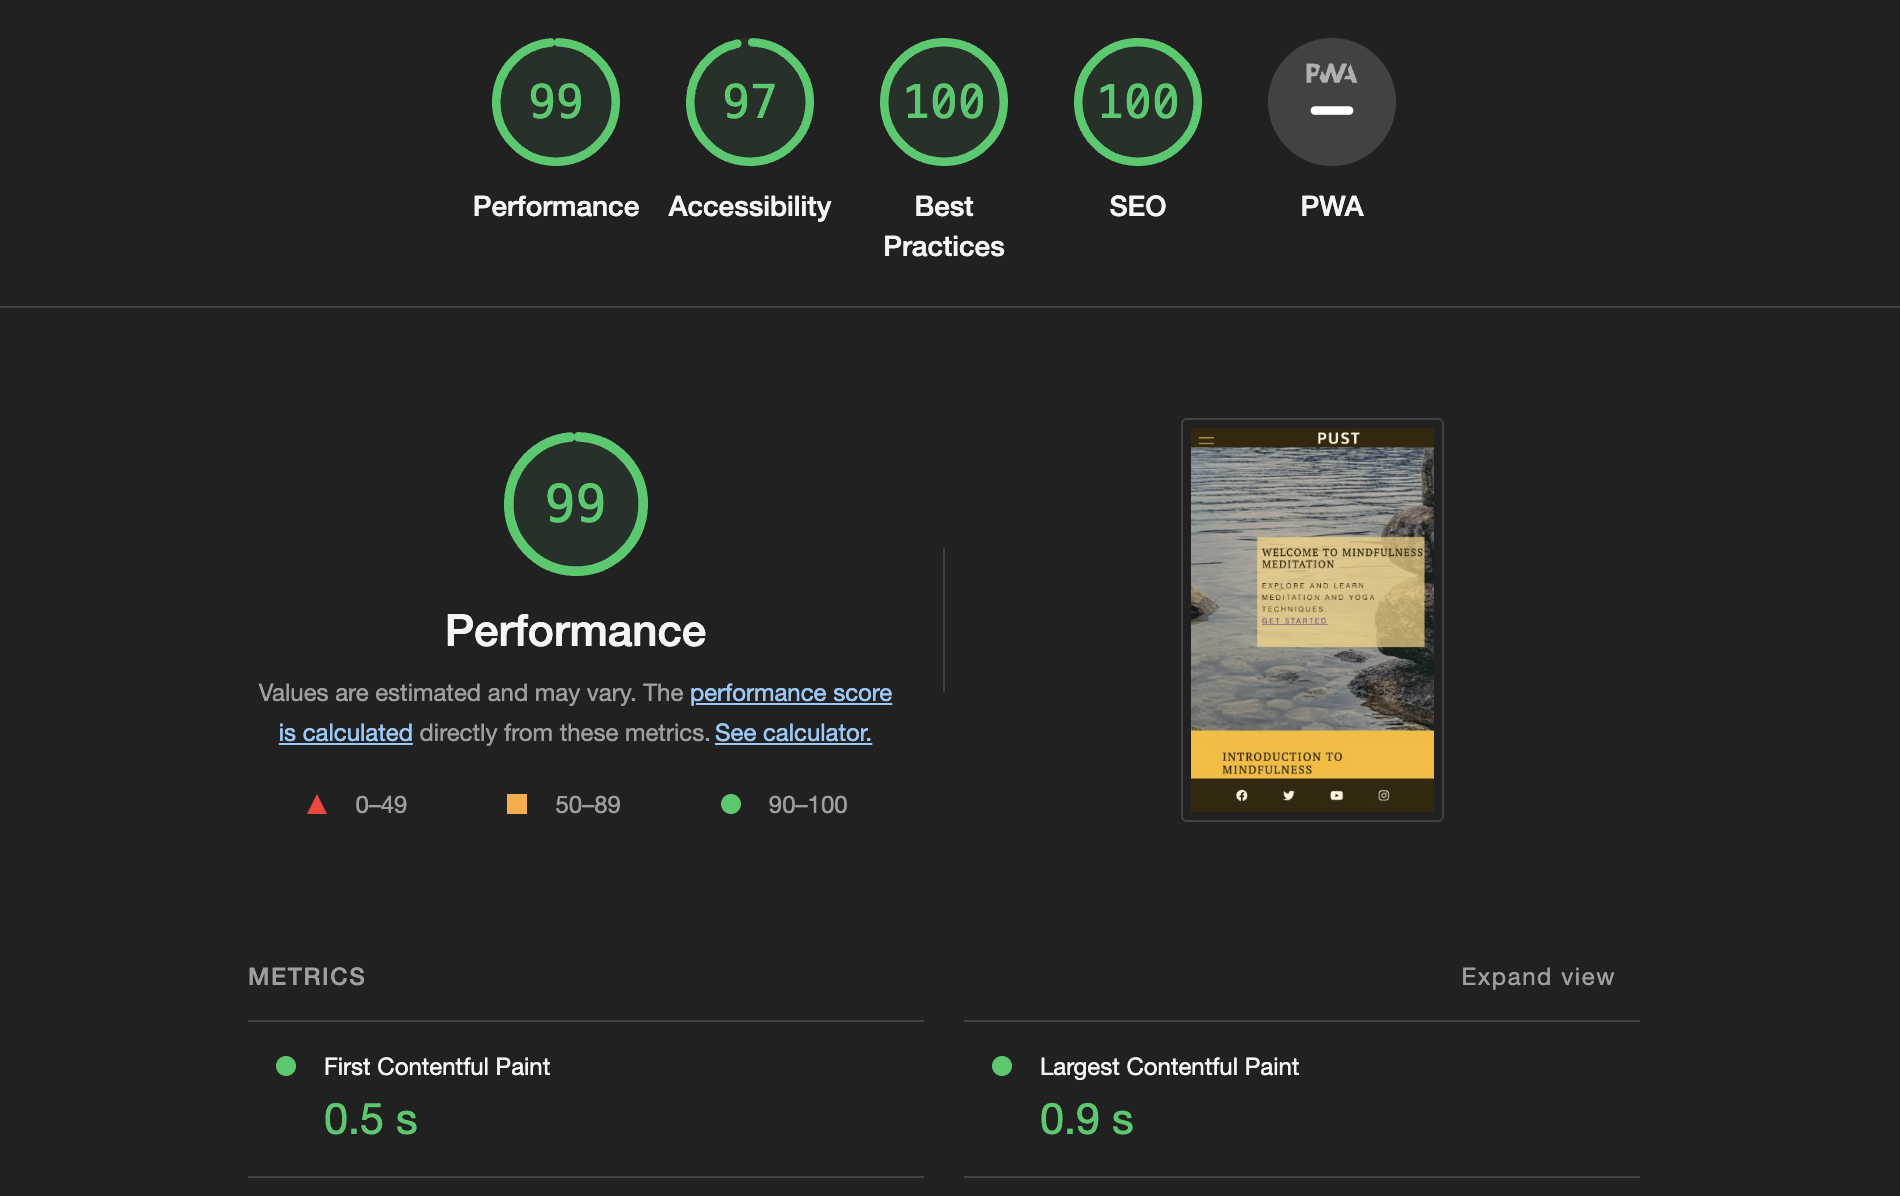 99
97
100
100
PWA
Performance
Accessibility
Best
Practices
SEO
PWA
99
Performance
Values are estimated and may vary. The performance score
is calculated directly from these metrics. See calculator.
0–49
50–89
90–100
PUST
WELCOME TO MINDFULNESS
MEDITATION
EXPLORE AND LEARN
MEDITATION AND YOGA
TECHNIQUES.
GET STARTED
INTRODUCTION TO
MINDFULNESS
METRICS
Expand view
First Contentful Paint
0.5 s
Largest Contentful Paint
0.9 s